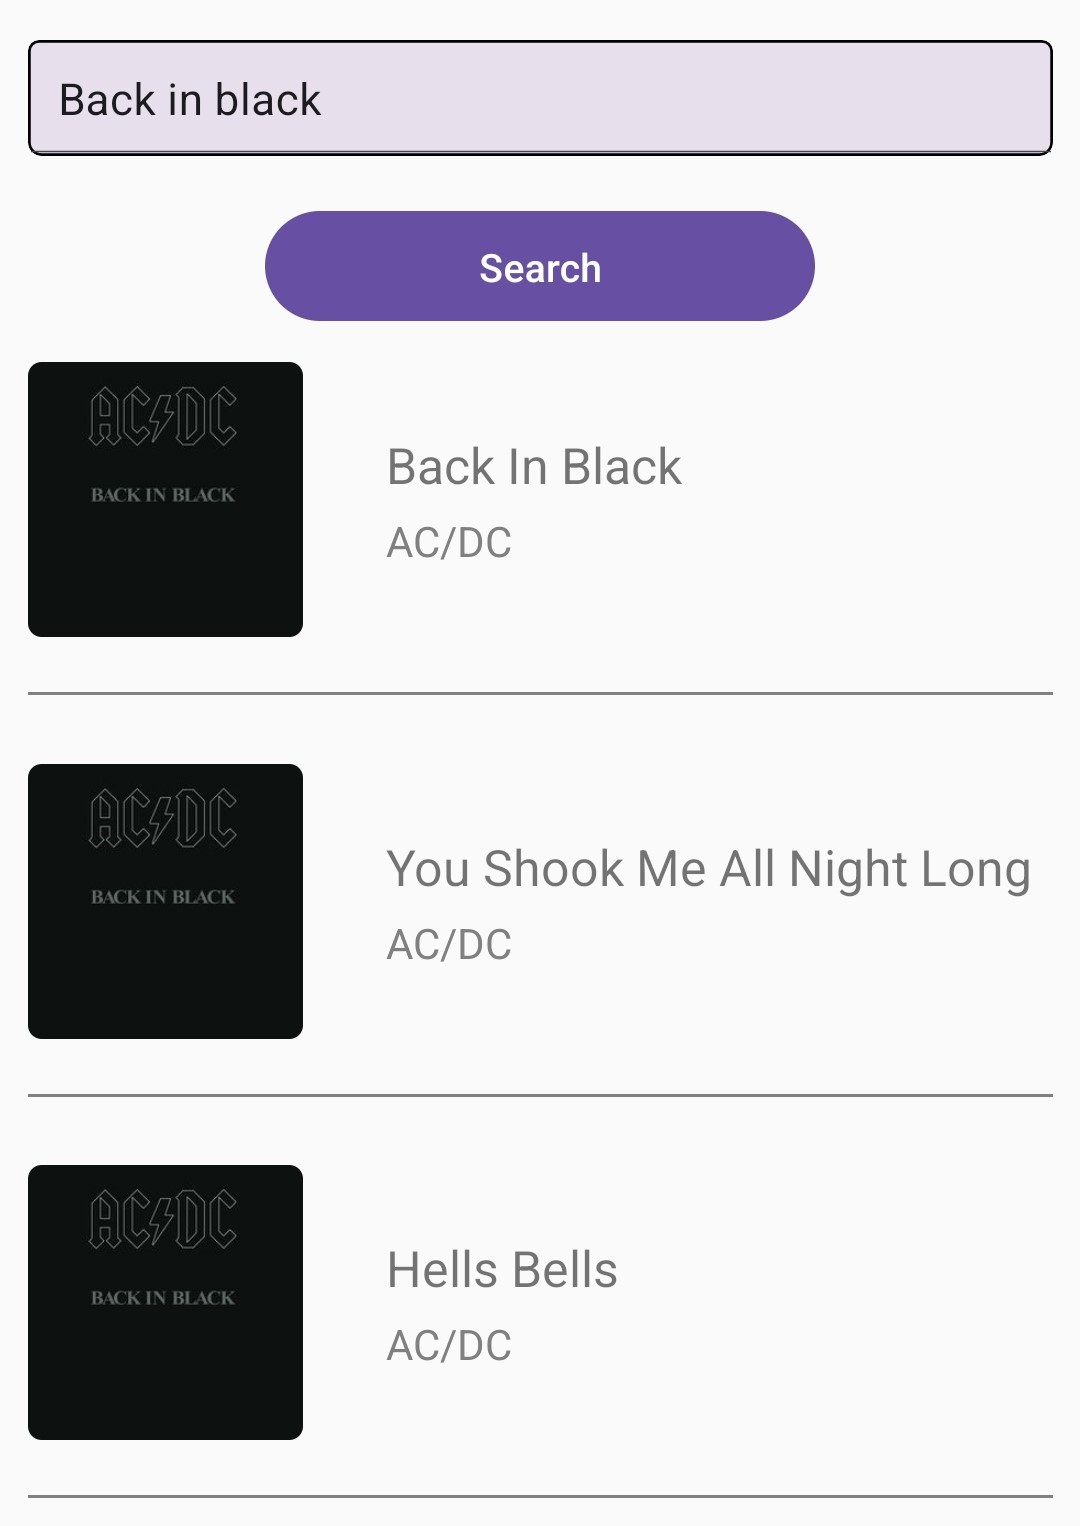 Back in black
Search
AC/DC
BACK IN BLACK
Back In Black
AC/DC
AC/DC
BACK IN BLACK
You Shook Me All Night Long
AC/DC
AC/DC
BACK IN BLACK
Hells Bells
AC/DC